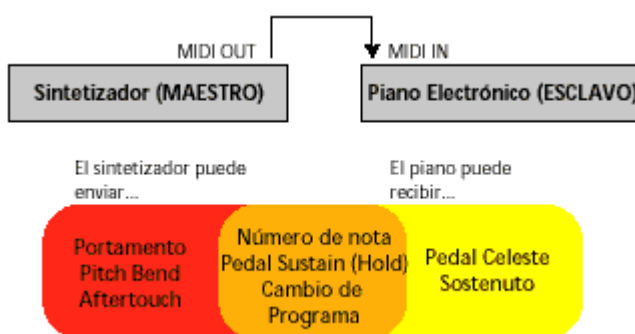 MIDI OUT
MIDI IN
Sintetizador (MAESTRO)
Piano Electrónico (ESCLAVO)
El sintetizador puede
enviar...
El piano puede
recibir...
Portamento
Pitch Bend
Aftertouch
Número de nota
Pedal Sustain (Hold)
Cambio de
Programa
Pedal Celeste
Sostenuto